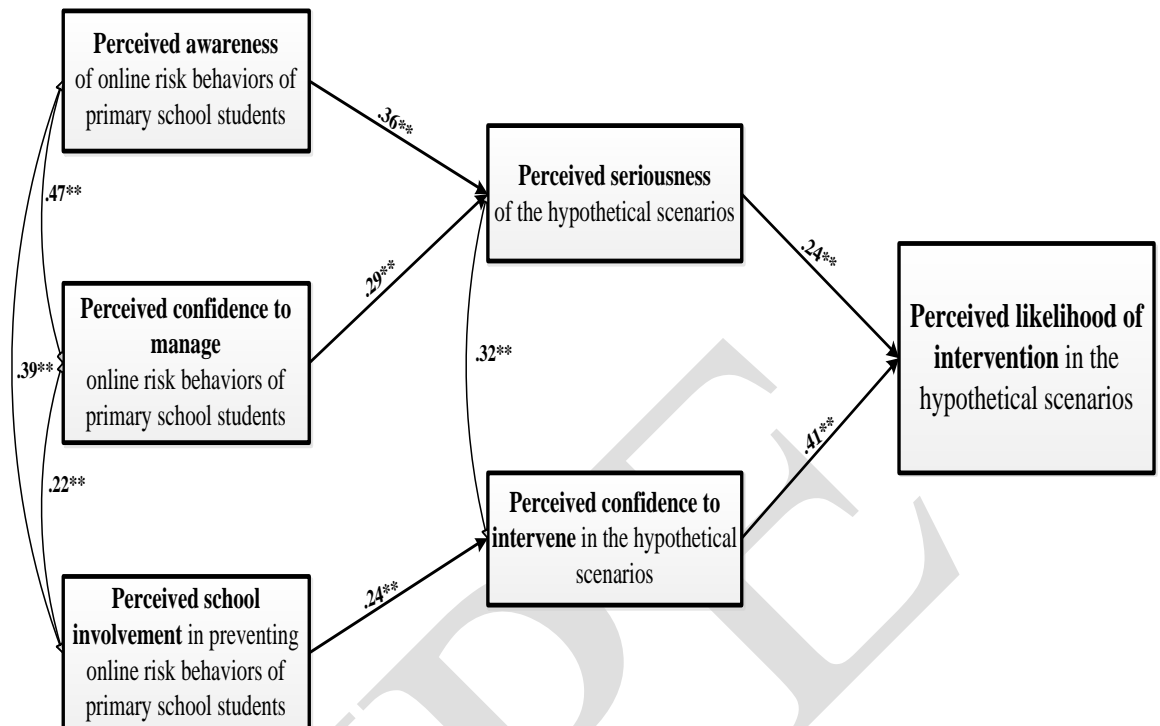 Perceived awareness
of online risk behaviors of
primary school students
.36**
Perceived seriousness
of the hypothetical scenarios
.47**
.24**
.29**
Perceived confidence to
manage
online risk behaviors of
primary school students
Perceived likelihood of
intervention in the
hypothetical scenarios
.39**
.32**
.41**
.22**
Perceived confidence to
intervene in the hypothetical
scenarios
.24**
Perceived school
involvement in preventing
online risk behaviors of
primary school students